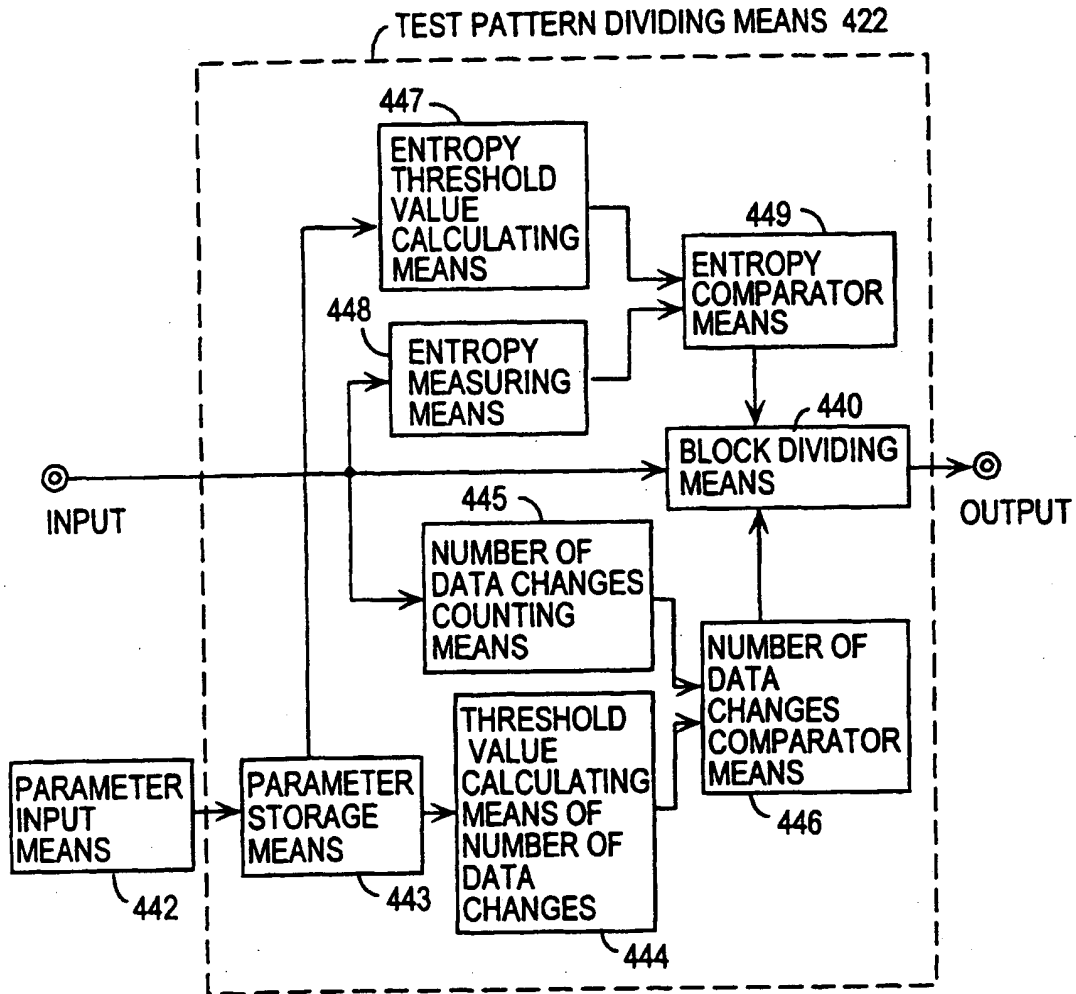 TEST PATTERN DIVIDING MEANS 422
447
ENTROPY
THRESHOLD
VALUE
CALCULATING
MEANS
449
ENTROPY
COMPARATOR
MEANS
448
ENTROPY
MEASURING
MEANS
440
BLOCK DIVIDING
MEANS
INPUT
OUTPUT
445
NUMBER OF
DATA CHANGES
COUNTING
MEANS
NUMBER OF
DATA
CHANGES
COMPARATOR
MEANS
446
THRESHOLD
VALUE
CALCULATING
MEANS OF
NUMBER OF
DATA
CHANGES
444
PARAMETER
INPUT
MEANS
442
PARAMETER
STORAGE
MEANS
443